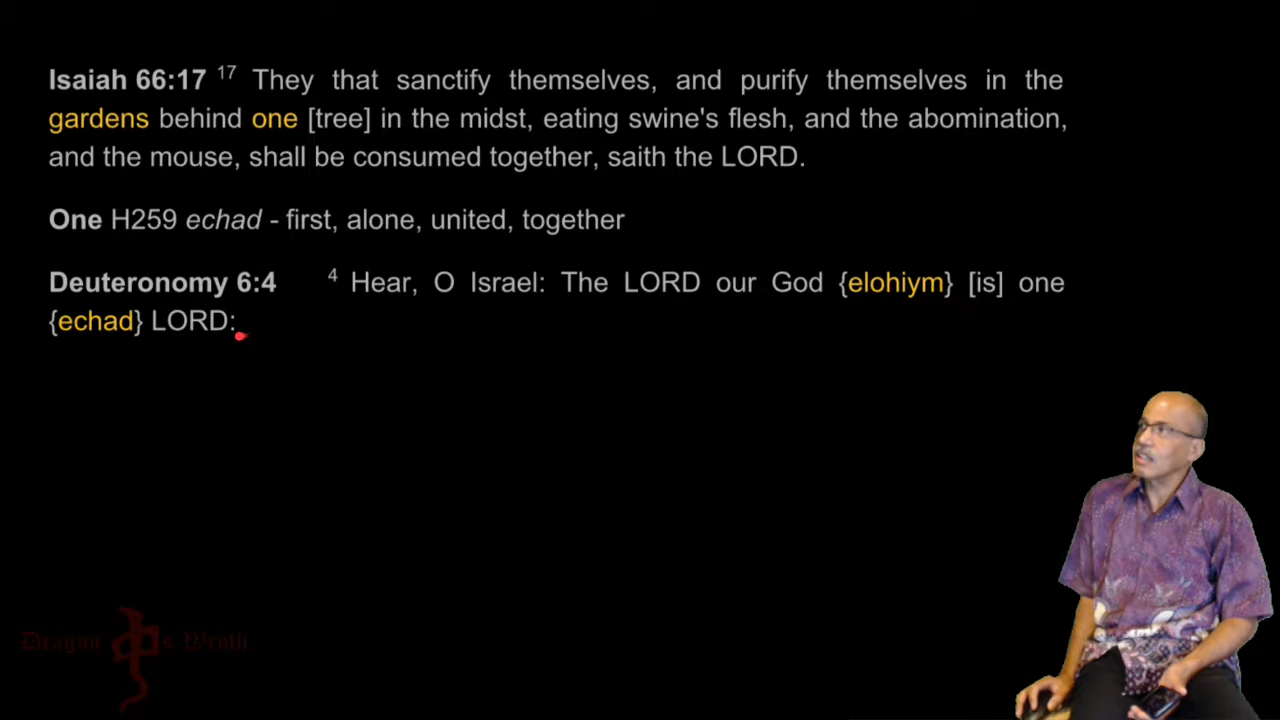 Isaiah 66:17 17 They that sanctify themselves, and purify themselves in the
gardens behind one [tree] in the midst, eating swine's flesh, and the abomination,
and the mouse, shall be consumed together, saith the LORD.
One H259 echad - first, alone, united, together
Deuteronomy 6:4 4 Hear, O Israel: The LORD our God {elohiym} [is] one
{echad} LORD:
Dragon s Wroth